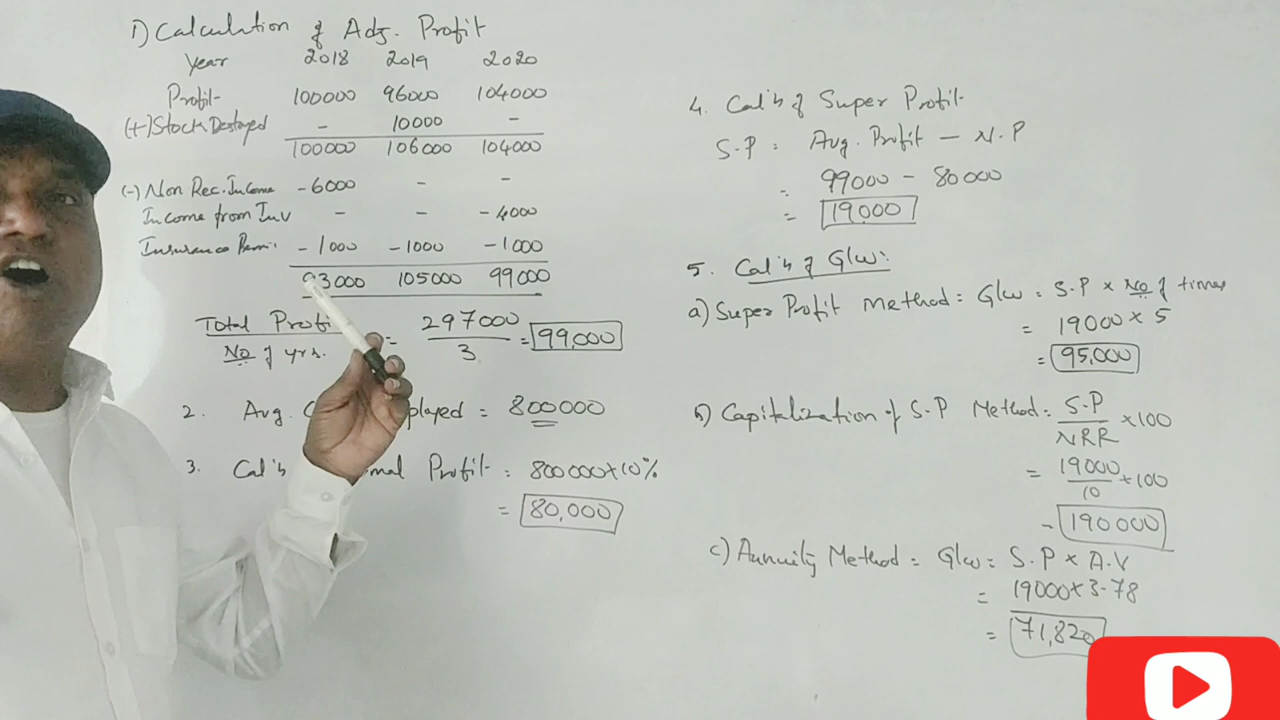 1) Calculation of Adj. Profit
Year 2018 2019 2020
Profit 100000 96000 104000
(+) Stock Destoyed - 10000 -
100000 106000 104000
(-) Non Rec. Income -6000 - -
Income from Inv - - -4000
Insurance Premi. -1000 -1000 -1000
93000 105000 99000
Total Profi = 297000 / 3 = 99,000
No of yrs.
2. Avg. C ployed = 800000
3. Cal'n mal Profit = 800000 × 10%
= 80,000
4. Cal'n of Super Profit
S.P = Avg. Profit - N.P
= 99000 - 80000
= 19000
5. Cal'n of Glw:
a) Super Profit Method = Glw = S.P × No of times
= 19000 × 5
= 95,000
b) Capitalization of S.P Method = S.P / NRR × 100
= 19000 / 10 × 100
- 190000
c) Annuity Method = Glw = S.P × A.V
= 19000 × 3.78
= 71,820